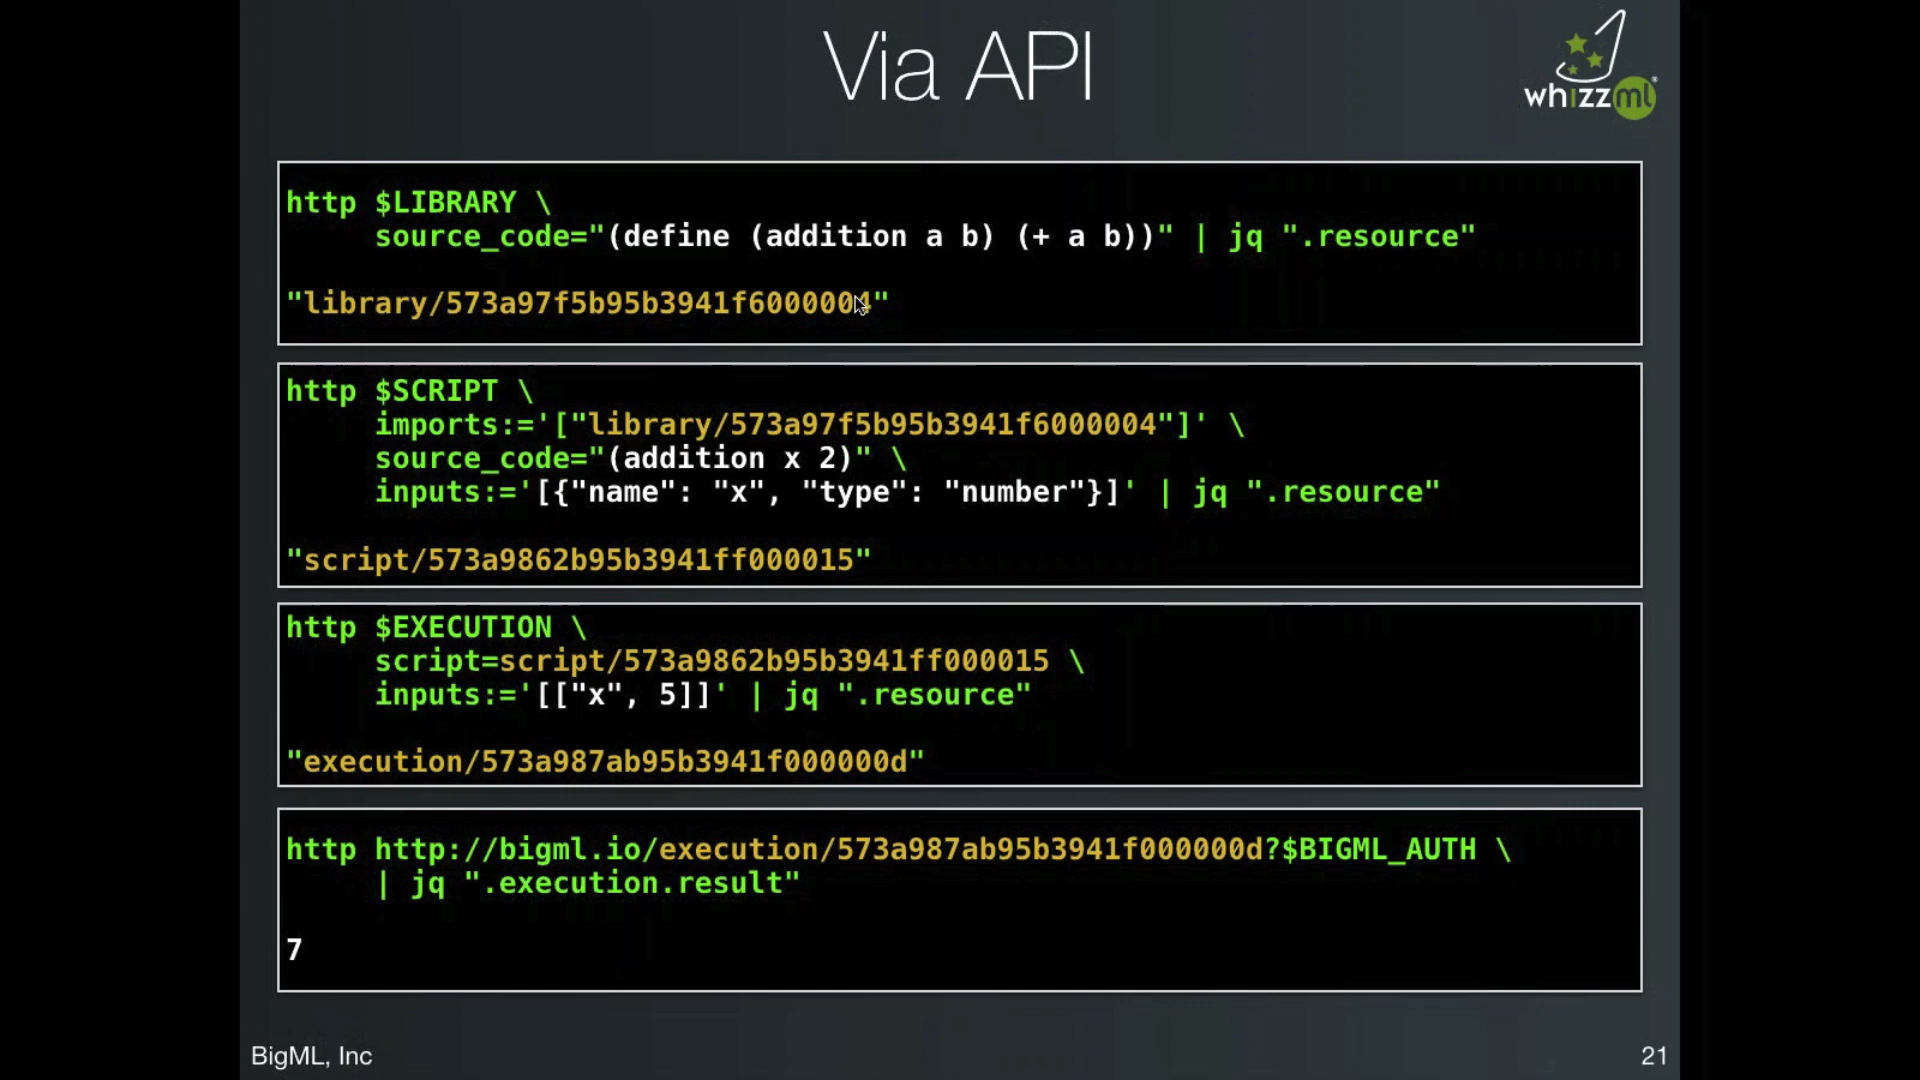 Via API
whizzml
http $LIBRARY \
source_code="(define (addition a b) (+ a b))" | jq ".resource"
"library/573a97f5b95b3941f6000004"
http $SCRIPT \
imports:='["library/573a97f5b95b3941f6000004"]' \
source_code="(addition x 2)" \
inputs:='[{"name": "x", "type": "number"}]' | jq ".resource"
"script/573a9862b95b3941ff000015"
http $EXECUTION \
script=script/573a9862b95b3941ff000015 \
inputs:='[["x", 5]]' | jq ".resource"
"execution/573a987ab95b3941f000000d"
http http://bigml.io/execution/573a987ab95b3941f000000d?$BIGML_AUTH \
| jq ".execution.result"
7
BigML, Inc
21